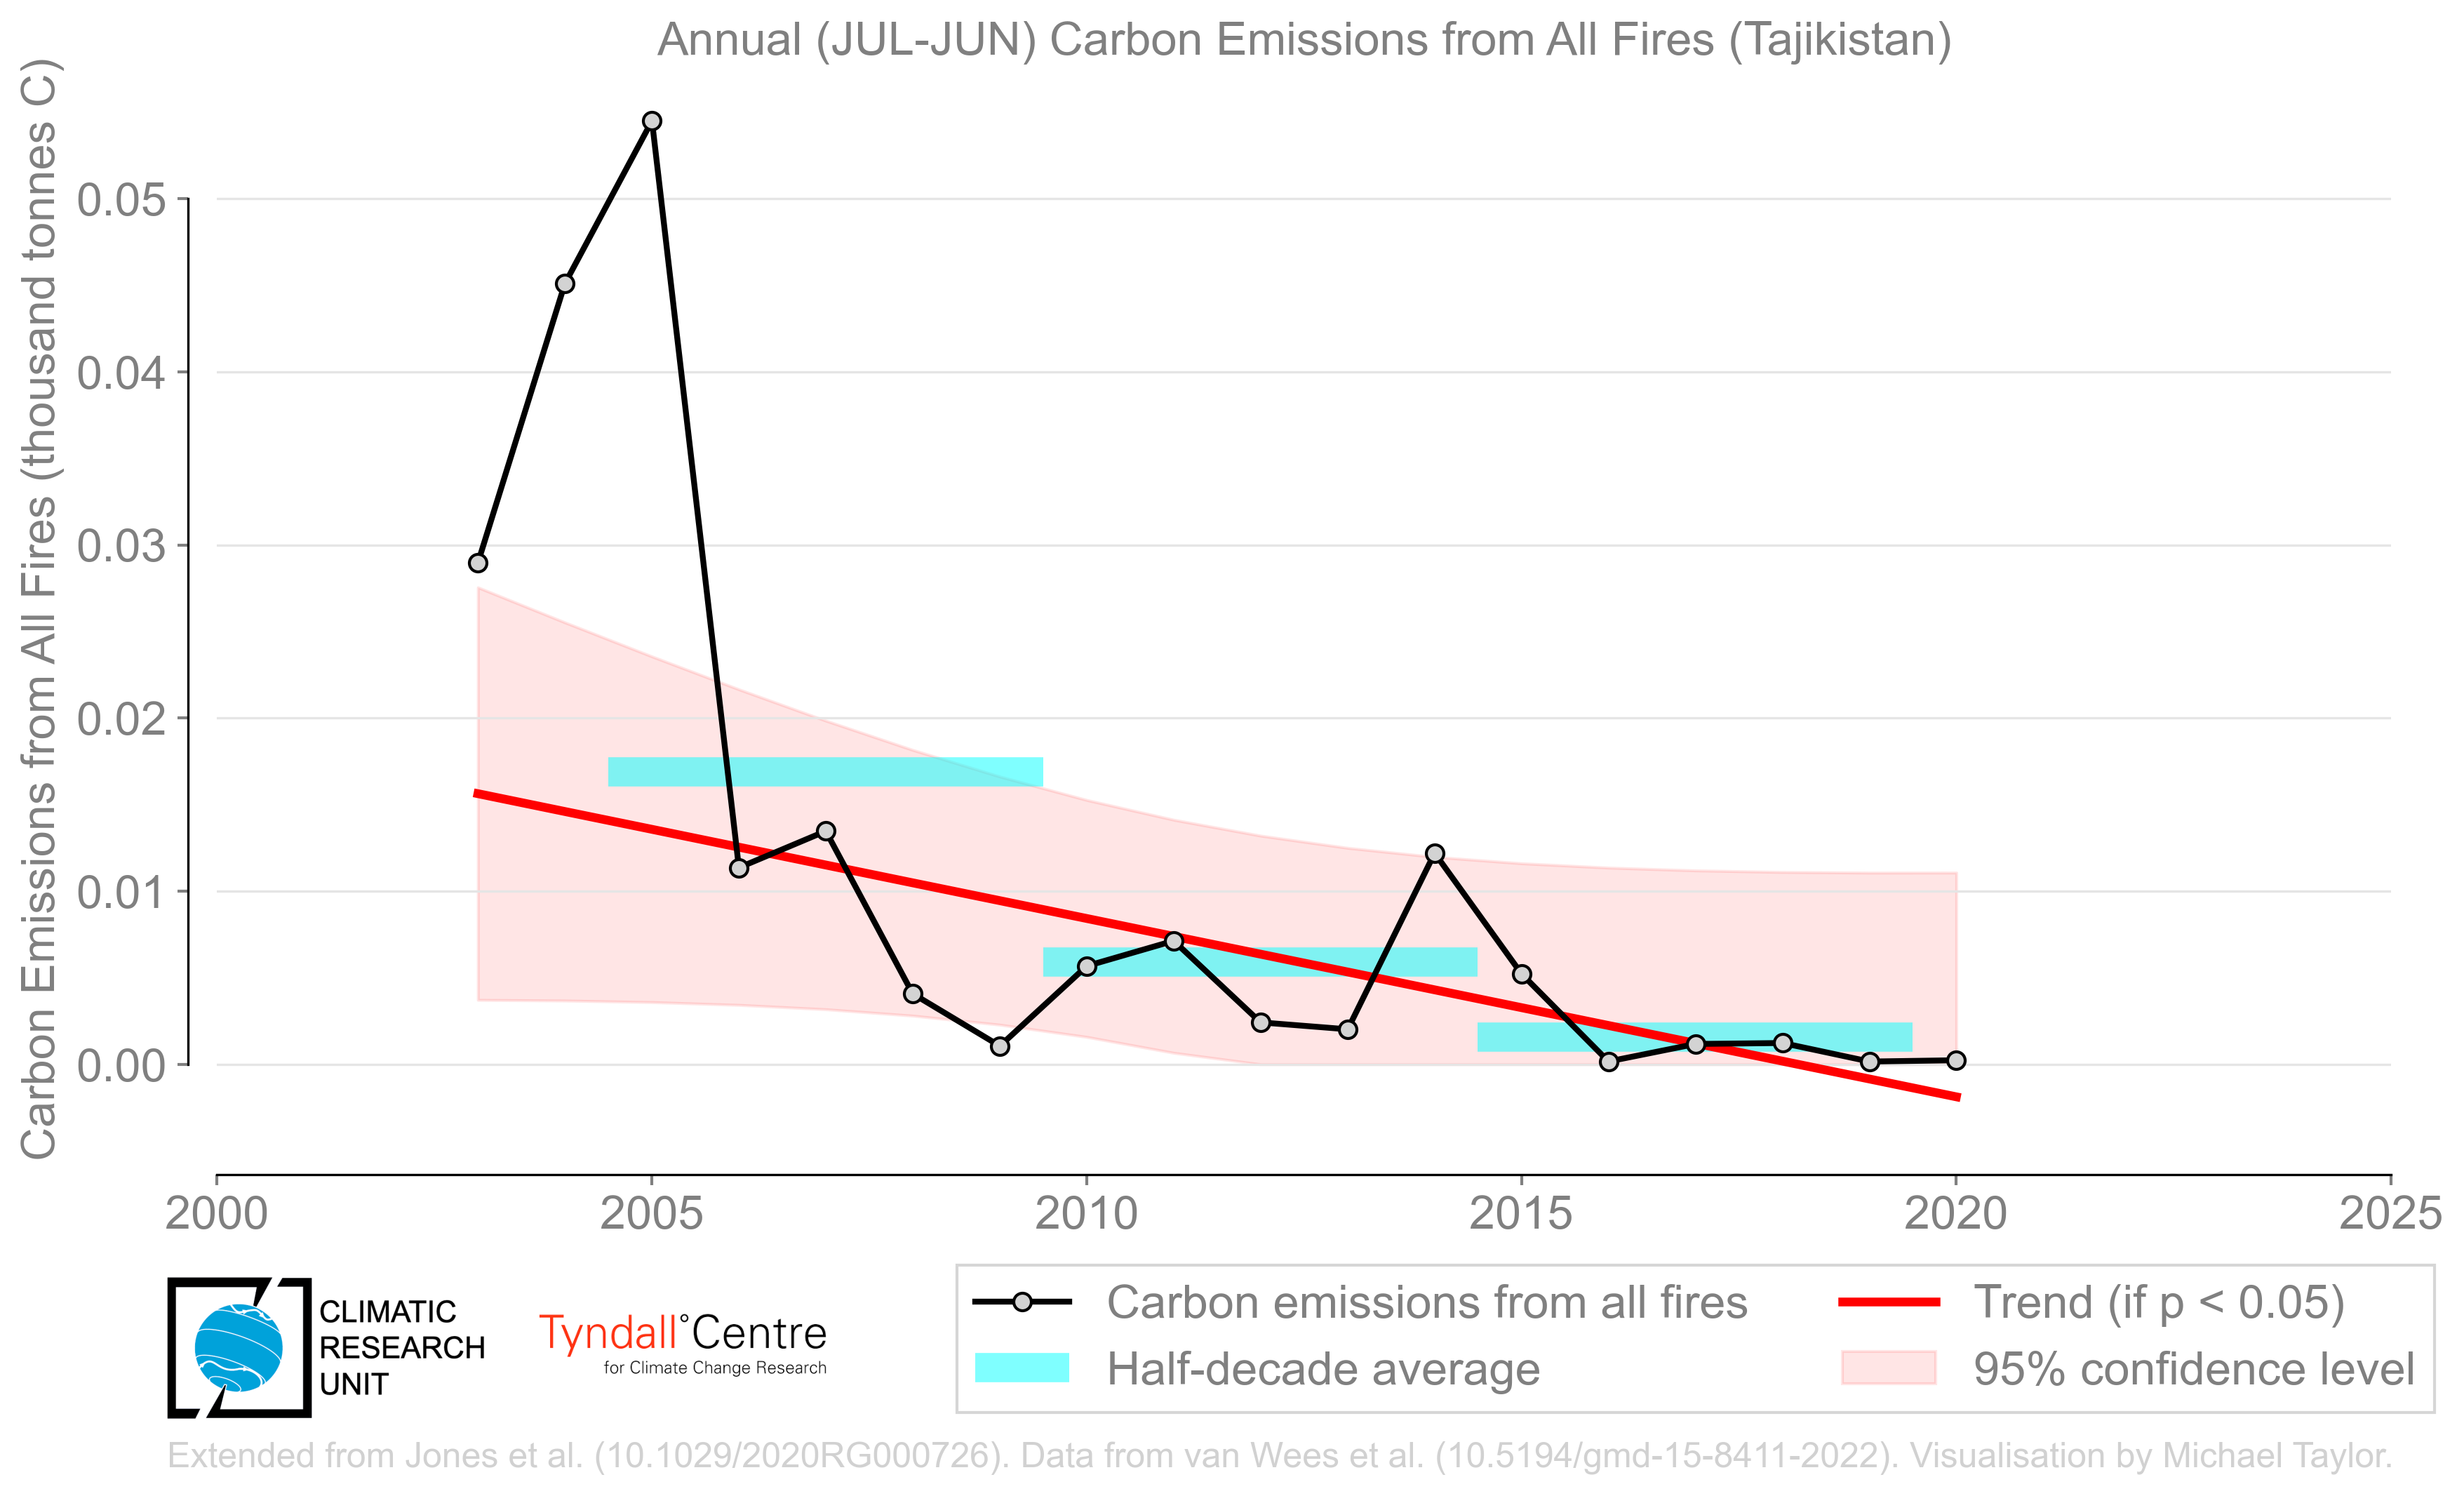 Annual (JUL-JUN) Carbon Emissions from All Fires (Tajikistan)
Carbon Emissions from All Fires (thousand tonnes C)
0.05
0.04
0.03
0.02
0.01
0.00
2000 2005 2010 2015 2020 2025
CLIMATIC
RESEARCH
UNIT
Tyndall°Centre
for Climate Change Research
Carbon emissions from all fires
Half-decade average
Trend (if p < 0.05)
95% confidence level
Extended from Jones et al. (10.1029/2020RG000726). Data from van Wees et al. (10.5194/gmd-15-8411-2022). Visualisation by Michael Taylor.